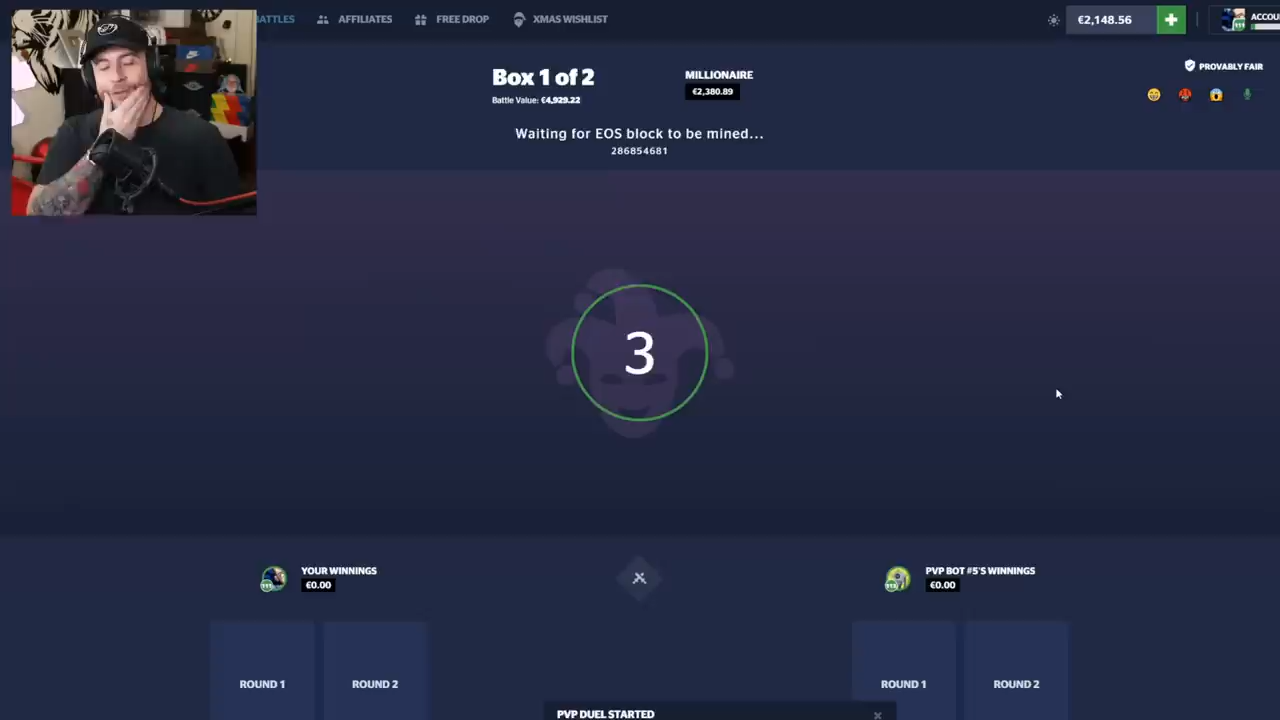 BATTLES
AFFILIATES
FREE DROP
XMAS WISHLIST
€2,148.56
Box 1 of 2
Battle Value: €4,929.22
MILLIONAIRE
€2,380.89
PROVABLY FAIR
Waiting for EOS block to be mined...
286854681
3
YOUR WINNINGS
€0.00
PVP BOT #5'S WINNINGS
€0.00
ROUND 1
ROUND 2
ROUND 1
ROUND 2
PVP DUEL STARTED